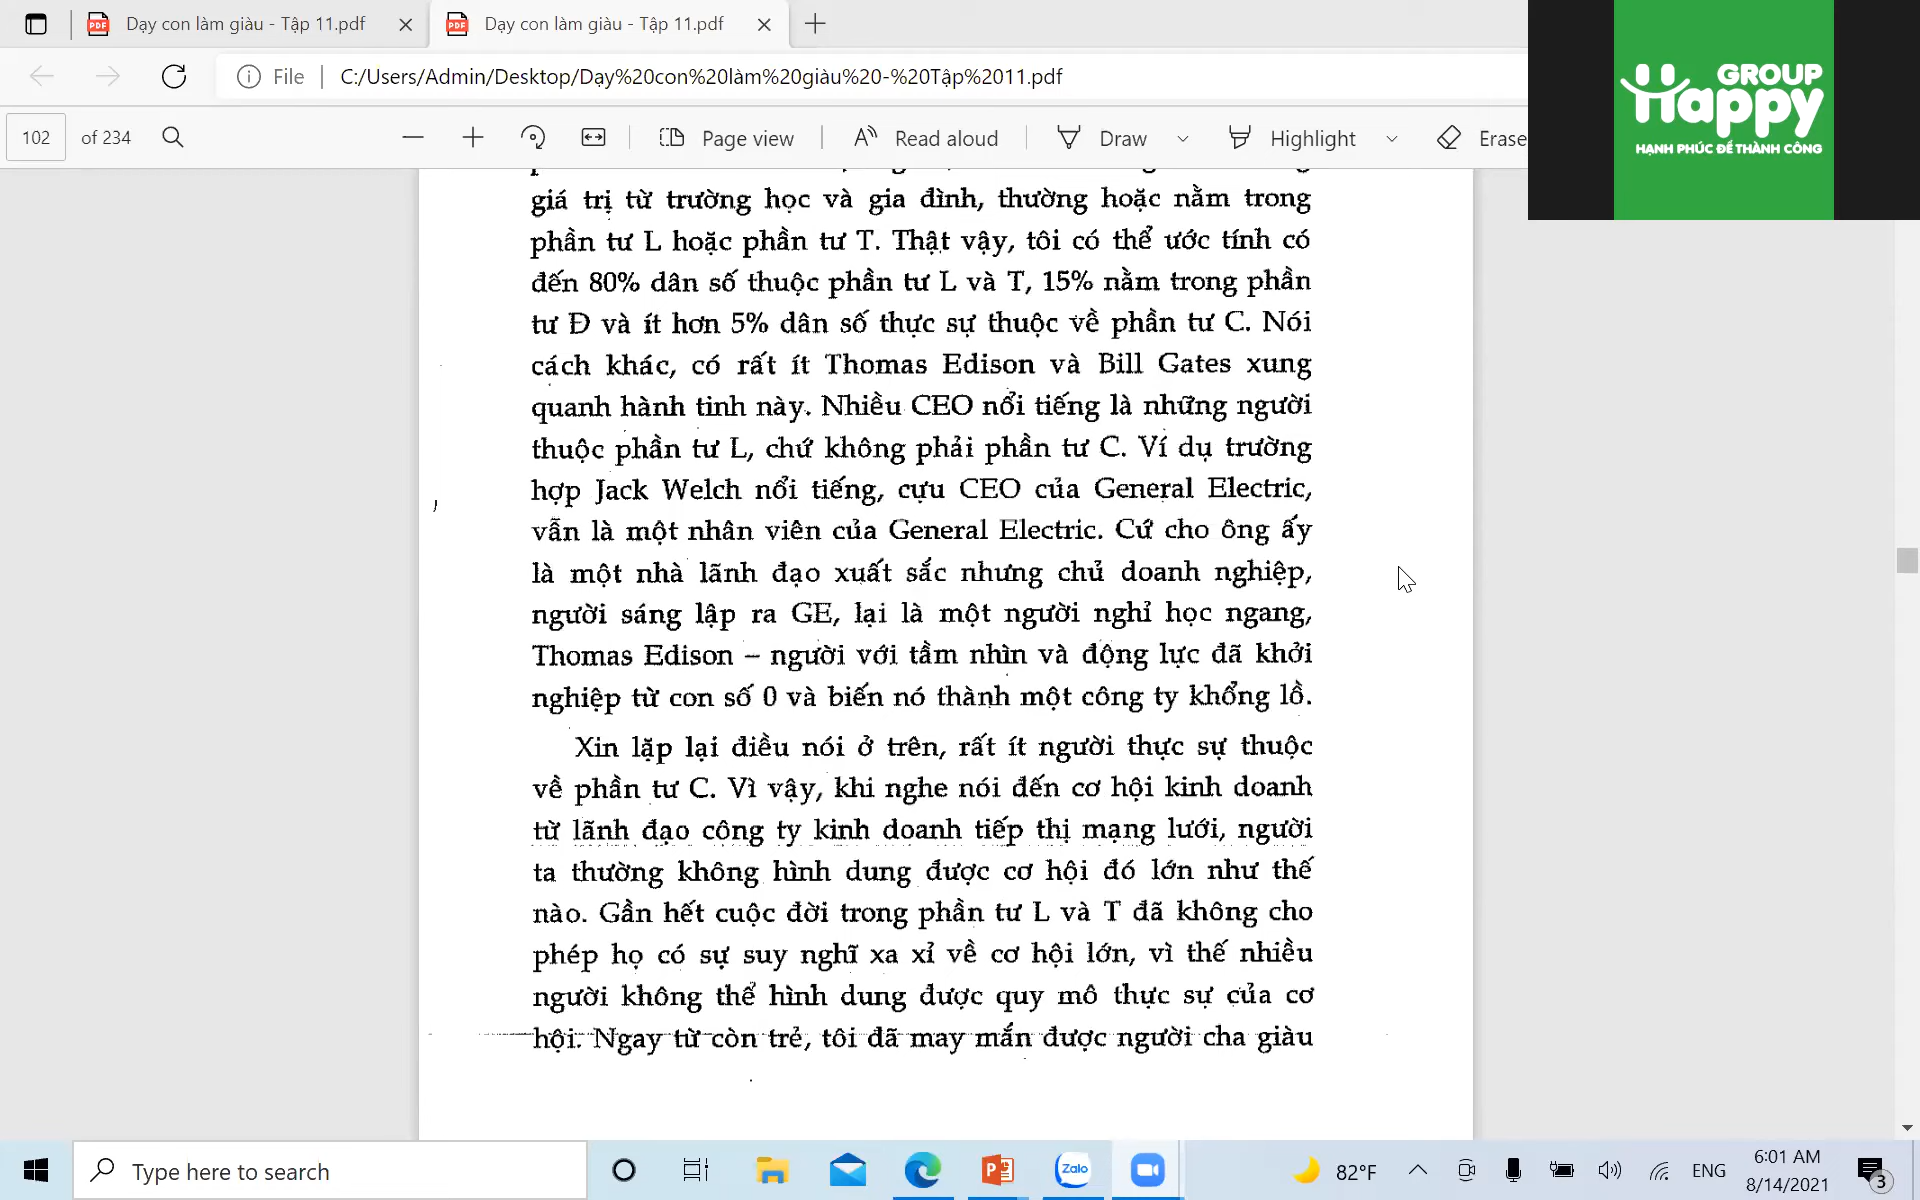 Dạy con làm giàu - Tập 11.pdf
Dạy con làm giàu - Tập 11.pdf
File
C:/Users/Admin/Desktop/Dạy%20con%20làm%20giàu%20-%20Tập%2011.pdf
GROUP
Happy
HẠNH PHÚC ĐỂ THÀNH CÔNG
102 of 234
Page view
Read aloud
Draw
Highlight
Erase
giá trị từ trường học và gia đình, thường hoặc nằm trong
phần tư L hoặc phần tư T. Thật vậy, tôi có thể ước tính có
đến 80% dân số thuộc phần tư L và T, 15% nằm trong phần
tư Đ và ít hơn 5% dân số thực sự thuộc về phần tư C. Nói
cách khác, có rất ít Thomas Edison và Bill Gates xung
quanh hành tinh này. Nhiều CEO nổi tiếng là những người
thuộc phần tư L, chứ không phải phần tư C. Ví dụ trường
hợp Jack Welch nổi tiếng, cựu CEO của General Electric,
vẫn là một nhân viên của General Electric. Cứ cho ông ấy
là một nhà lãnh đạo xuất sắc nhưng chủ doanh nghiệp,
người sáng lập ra GE, lại là một người nghỉ học ngang,
Thomas Edison – người với tầm nhìn và động lực đã khởi
nghiệp từ con số 0 và biến nó thành một công ty khổng lồ.
Xin lặp lại điều nói ở trên, rất ít người thực sự thuộc
về phần tư C. Vì vậy, khi nghe nói đến cơ hội kinh doanh
từ lãnh đạo công ty kinh doanh tiếp thị mạng lưới, người
ta thường không hình dung được cơ hội đó lớn như thế
nào. Gần hết cuộc đời trong phần tư L và T đã không cho
phép họ có sự suy nghĩ xa xỉ về cơ hội lớn, vì thế nhiều
người không thể hình dung được quy mô thực sự của cơ
hội. Ngay từ còn trẻ, tôi đã may mắn được người cha giàu
Type here to search
Zalo
82°F
ENG
6:01 AM
8/14/2021
3